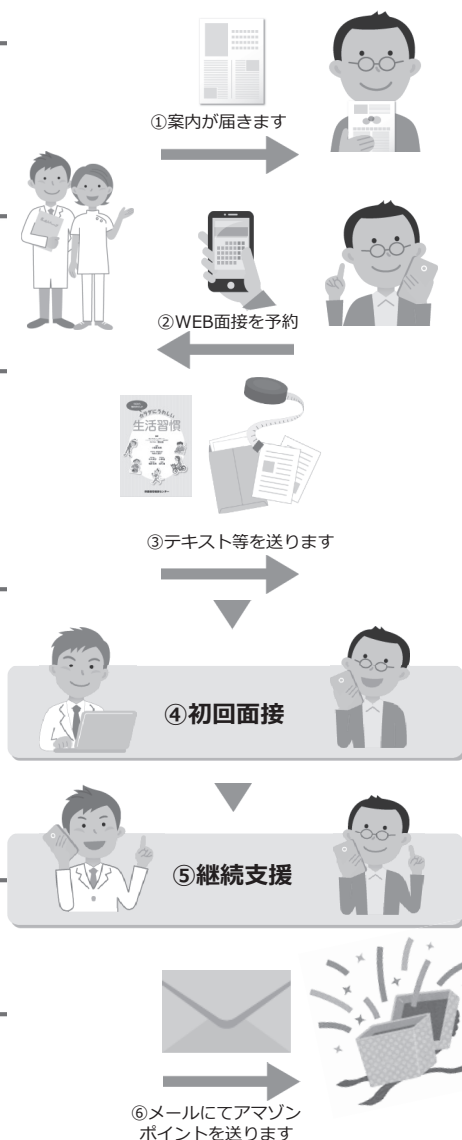 ①案内が届きます
②WEB面接を予約
生活習慣
③テキスト等を送ります
④初回面接
⑤継続支援
⑥メールにてアマゾン
ポイントを送ります